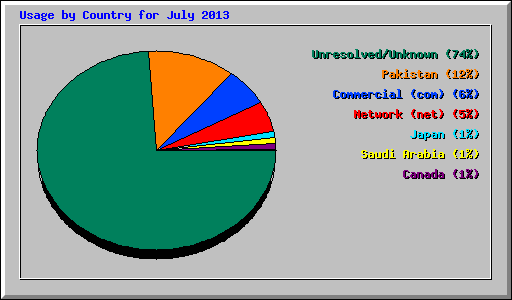 Usage by Country for July 2013
Unresolved/Unknown (74%)
Pakistan (12%)
Commercial (com) (6%)
Network (net) (5%)
Japan (1%)
Saudi Arabia (1%)
Canada (1%)